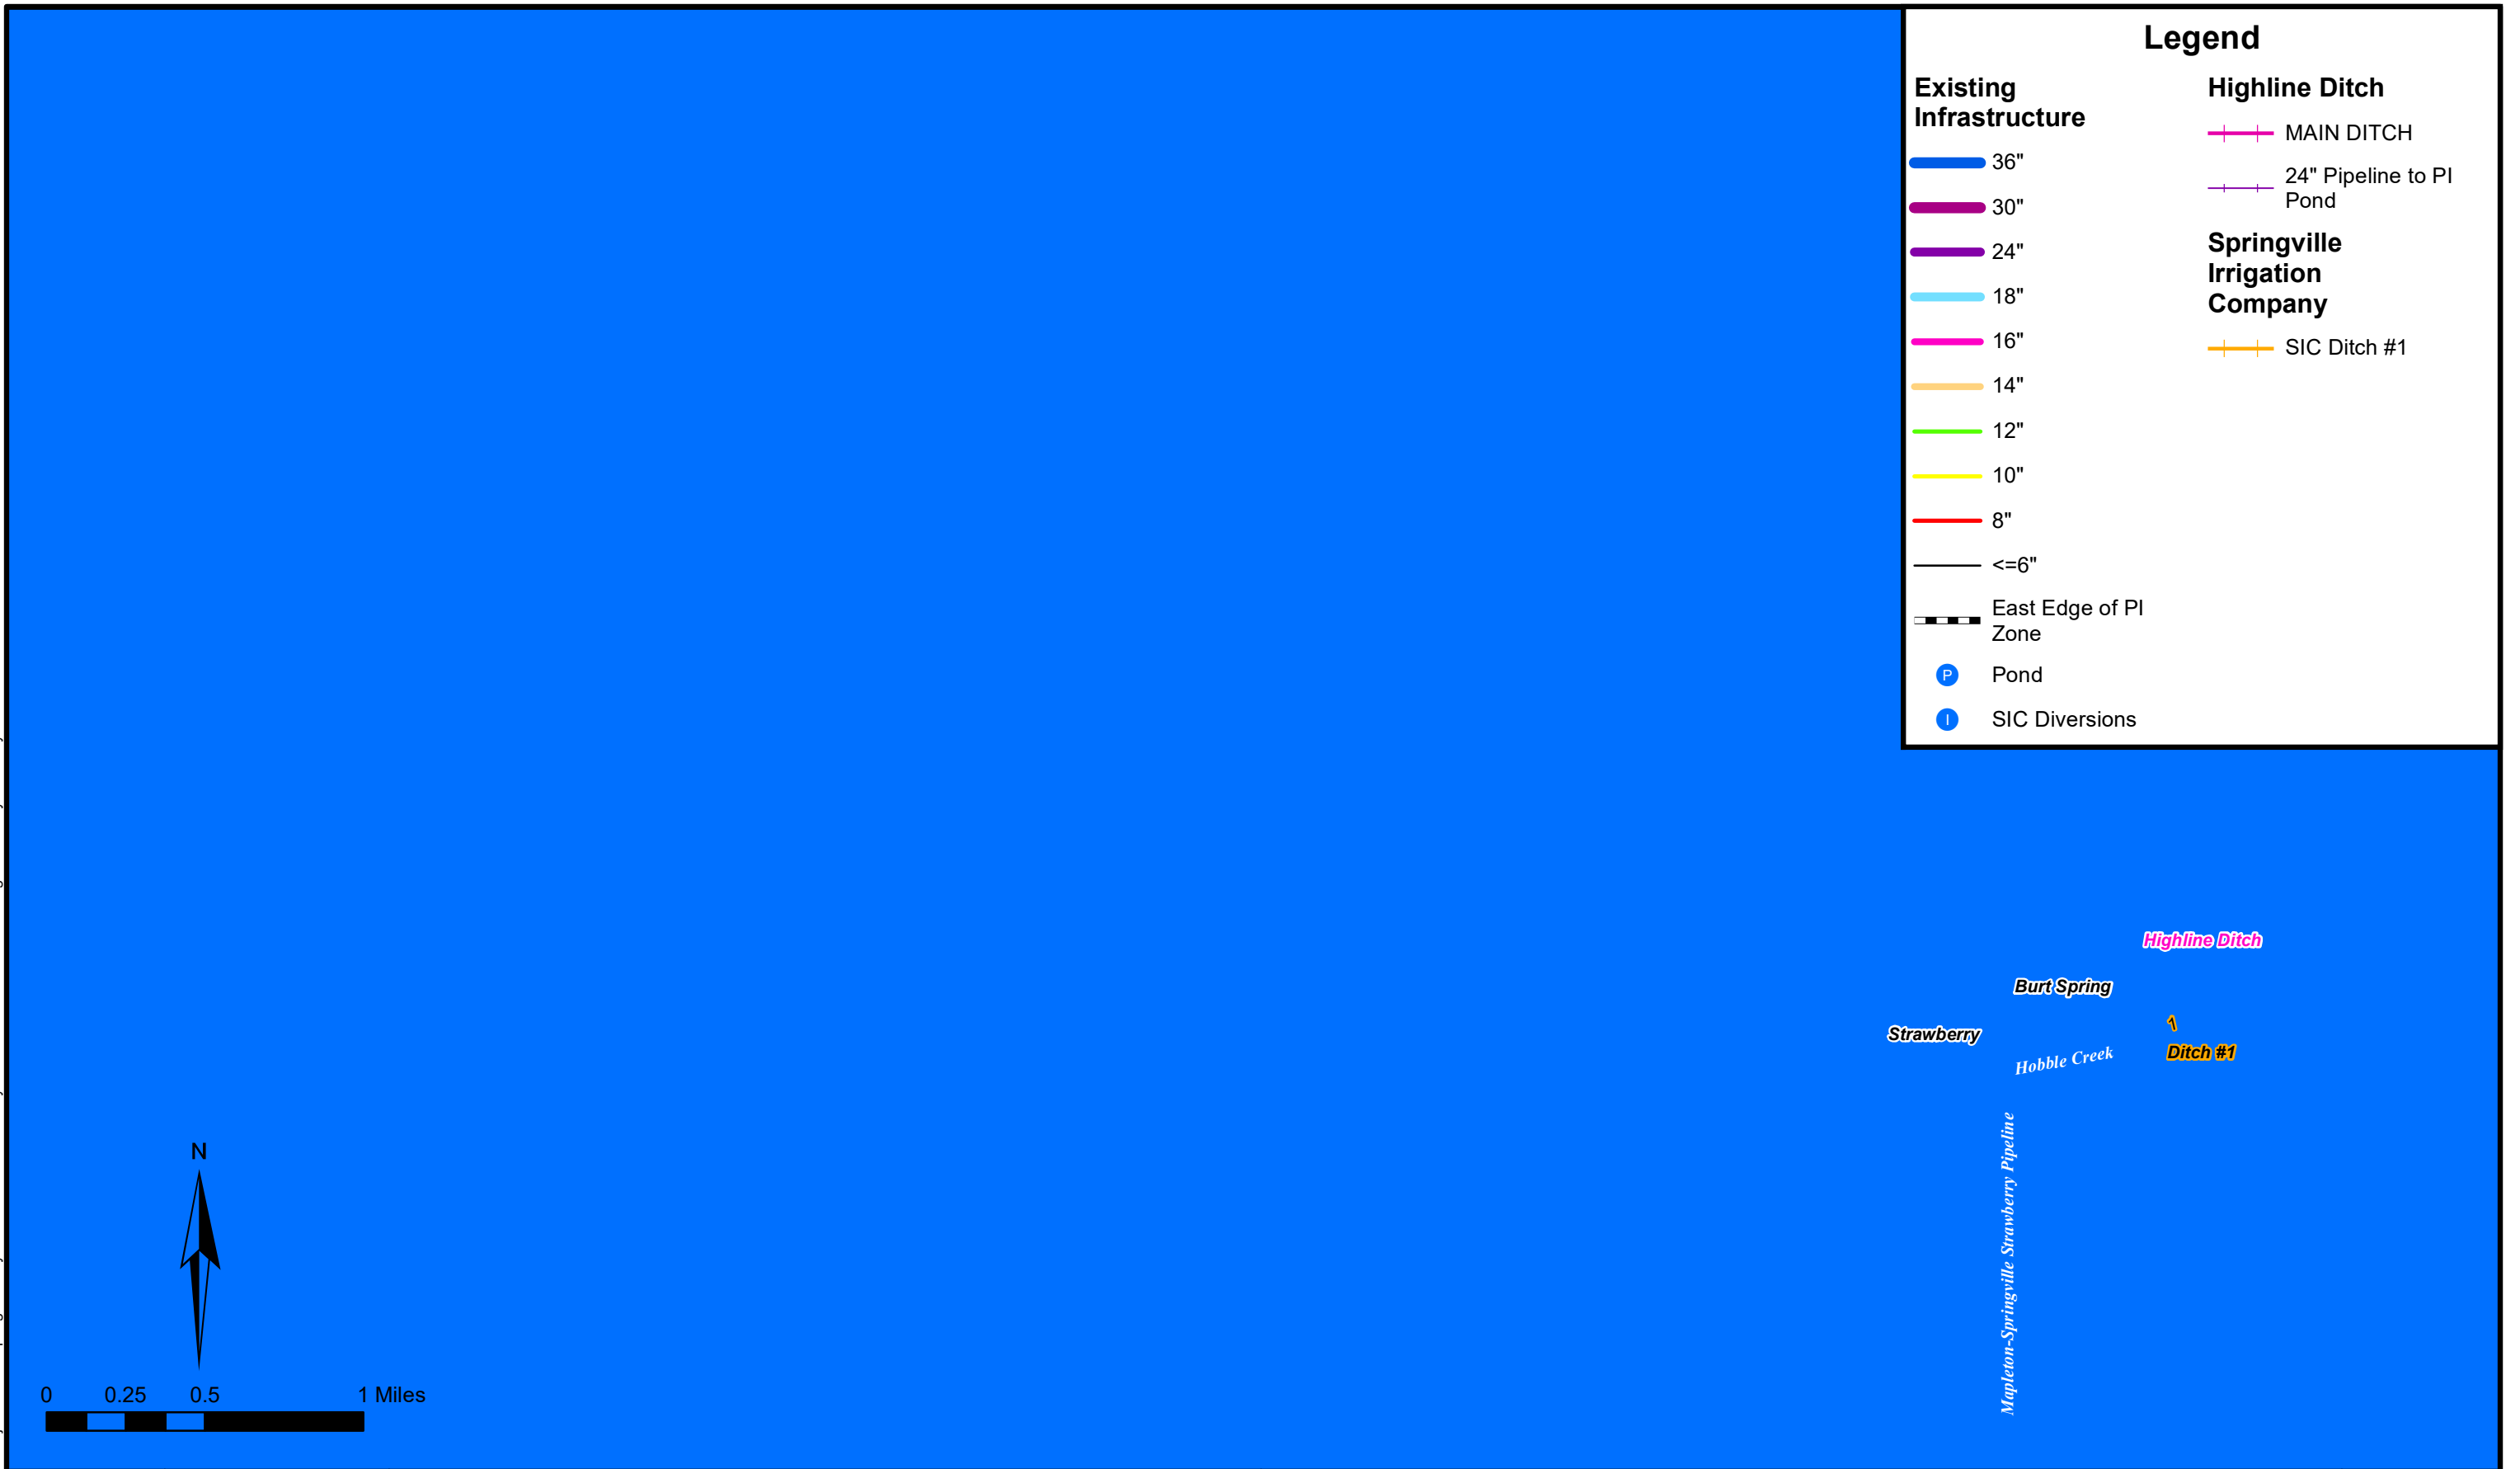 Legend
Existing
Infrastructure
36"
30"
24"
18"
16"
14"
12"
10"
8"
<=6"
East Edge of PI
Zone
P
Pond
I
SIC Diversions
Highline Ditch
MAIN DITCH
24" Pipeline to PI
Pond
Springville
Irrigation
Company
SIC Ditch #1
Highline Ditch
Burt Spring
1
Strawberry
Ditch #1
Hobble Creek
Mapleton-Springville Strawberry Pipeline
N
0 0.25 0.5 1 Miles